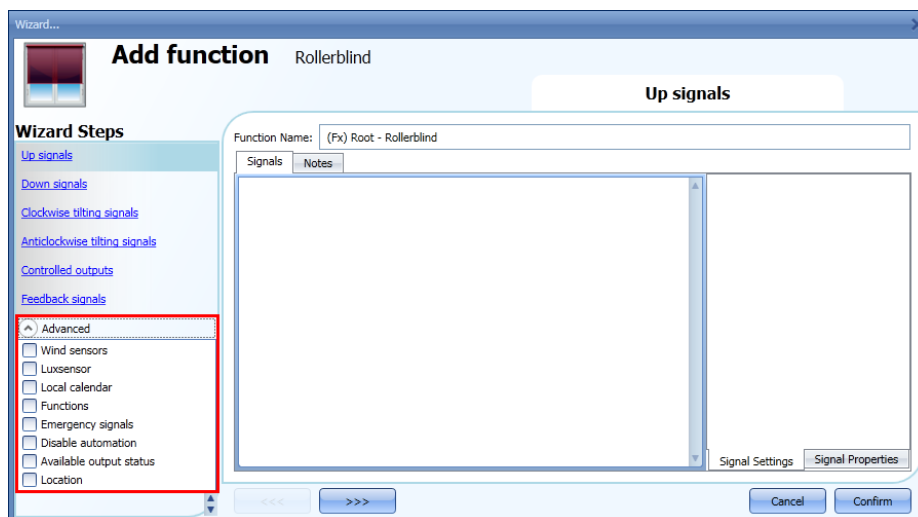 Wizard...
Add function Rollerblind
Up signals
Wizard Steps
Up signals
Down signals
Clockwise tilting signals
Anticlockwise tilting signals
Controlled outputs
Feedback signals
Advanced
Wind sensors
Luxsensor
Local calendar
Functions
Emergency signals
Disable automation
Available output status
Location
Function Name: (Fx) Root - Rollerblind
Signals Notes
Signal Settings Signal Properties
<<< >>> Cancel Confirm